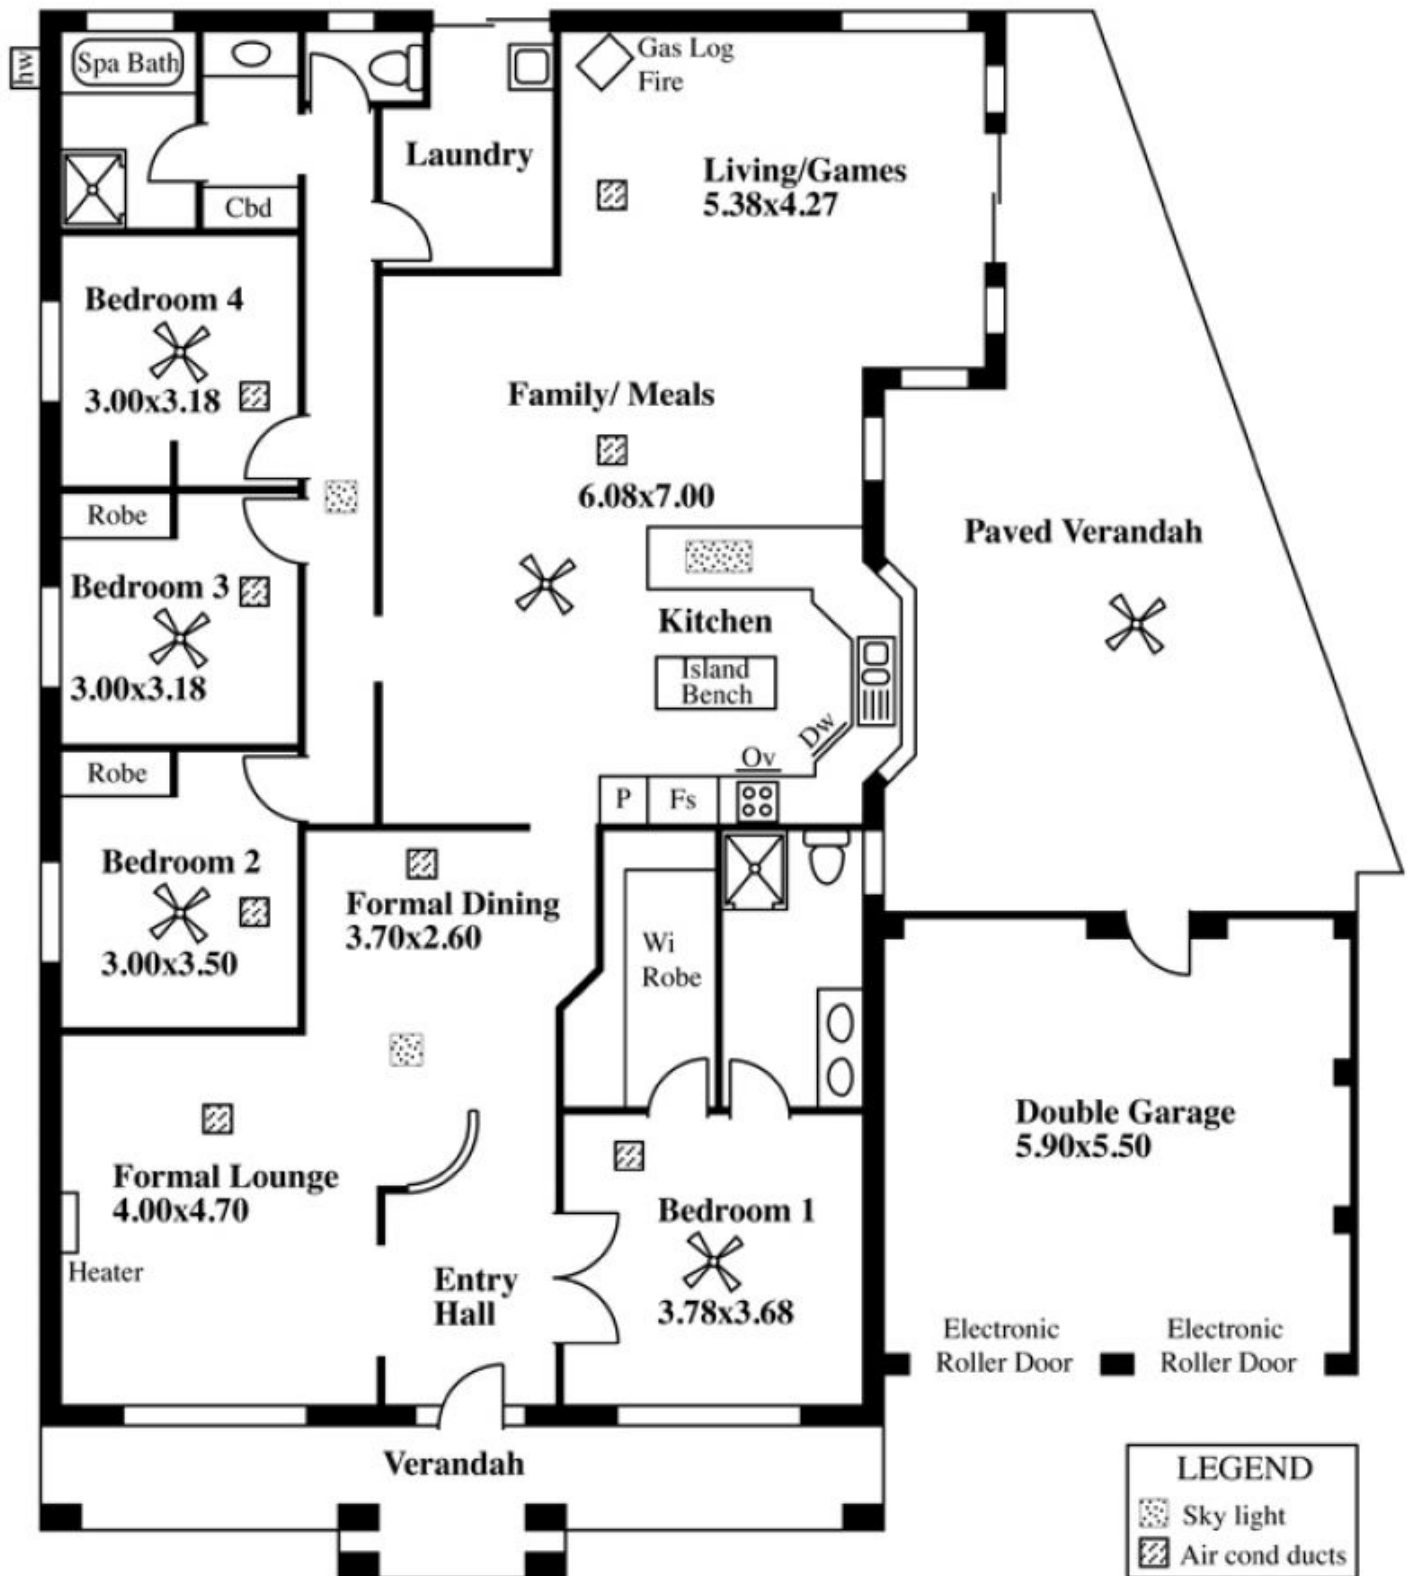 hw
Spa Bath
Gas Log
Fire
Laundry
Living/Games
5.38x4.27
Cbd
Bedroom 4
3.00x3.18
Family/ Meals
6.08x7.00
Robe
Paved Verandah
Bedroom 3
3.00x3.18
Kitchen
Island
Bench
Dw
Ov
P
Fs
Robe
Bedroom 2
3.00x3.50
Formal Dining
3.70x2.60
Wi
Robe
Double Garage
5.90x5.50
Formal Lounge
4.00x4.70
Heater
Bedroom 1
3.78x3.68
Entry
Hall
Electronic
Roller Door
Electronic
Roller Door
Verandah
LEGEND
Sky light
Air cond ducts